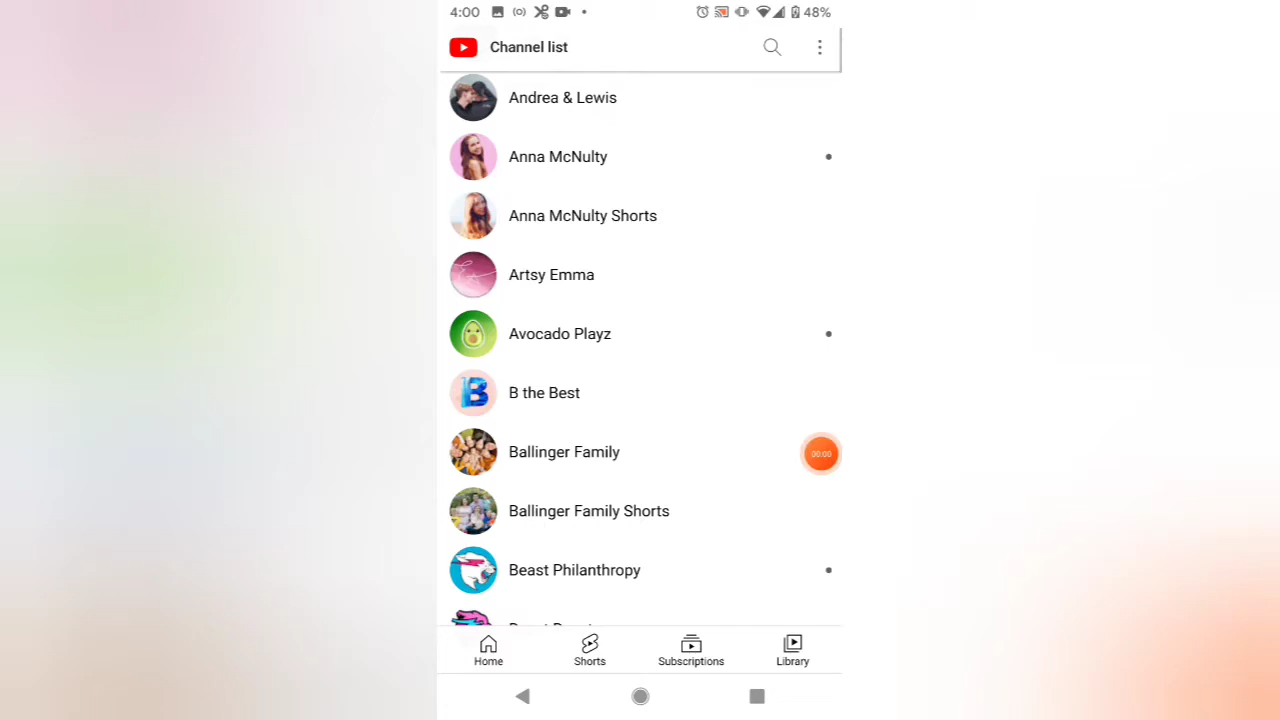 4:00 48%
Channel list
Andrea & Lewis
Anna McNulty
Anna McNulty Shorts
Artsy Emma
Avocado Playz
B
B the Best
Ballinger Family
00:00
Ballinger Family Shorts
Beast Philanthropy
Home Shorts Subscriptions Library